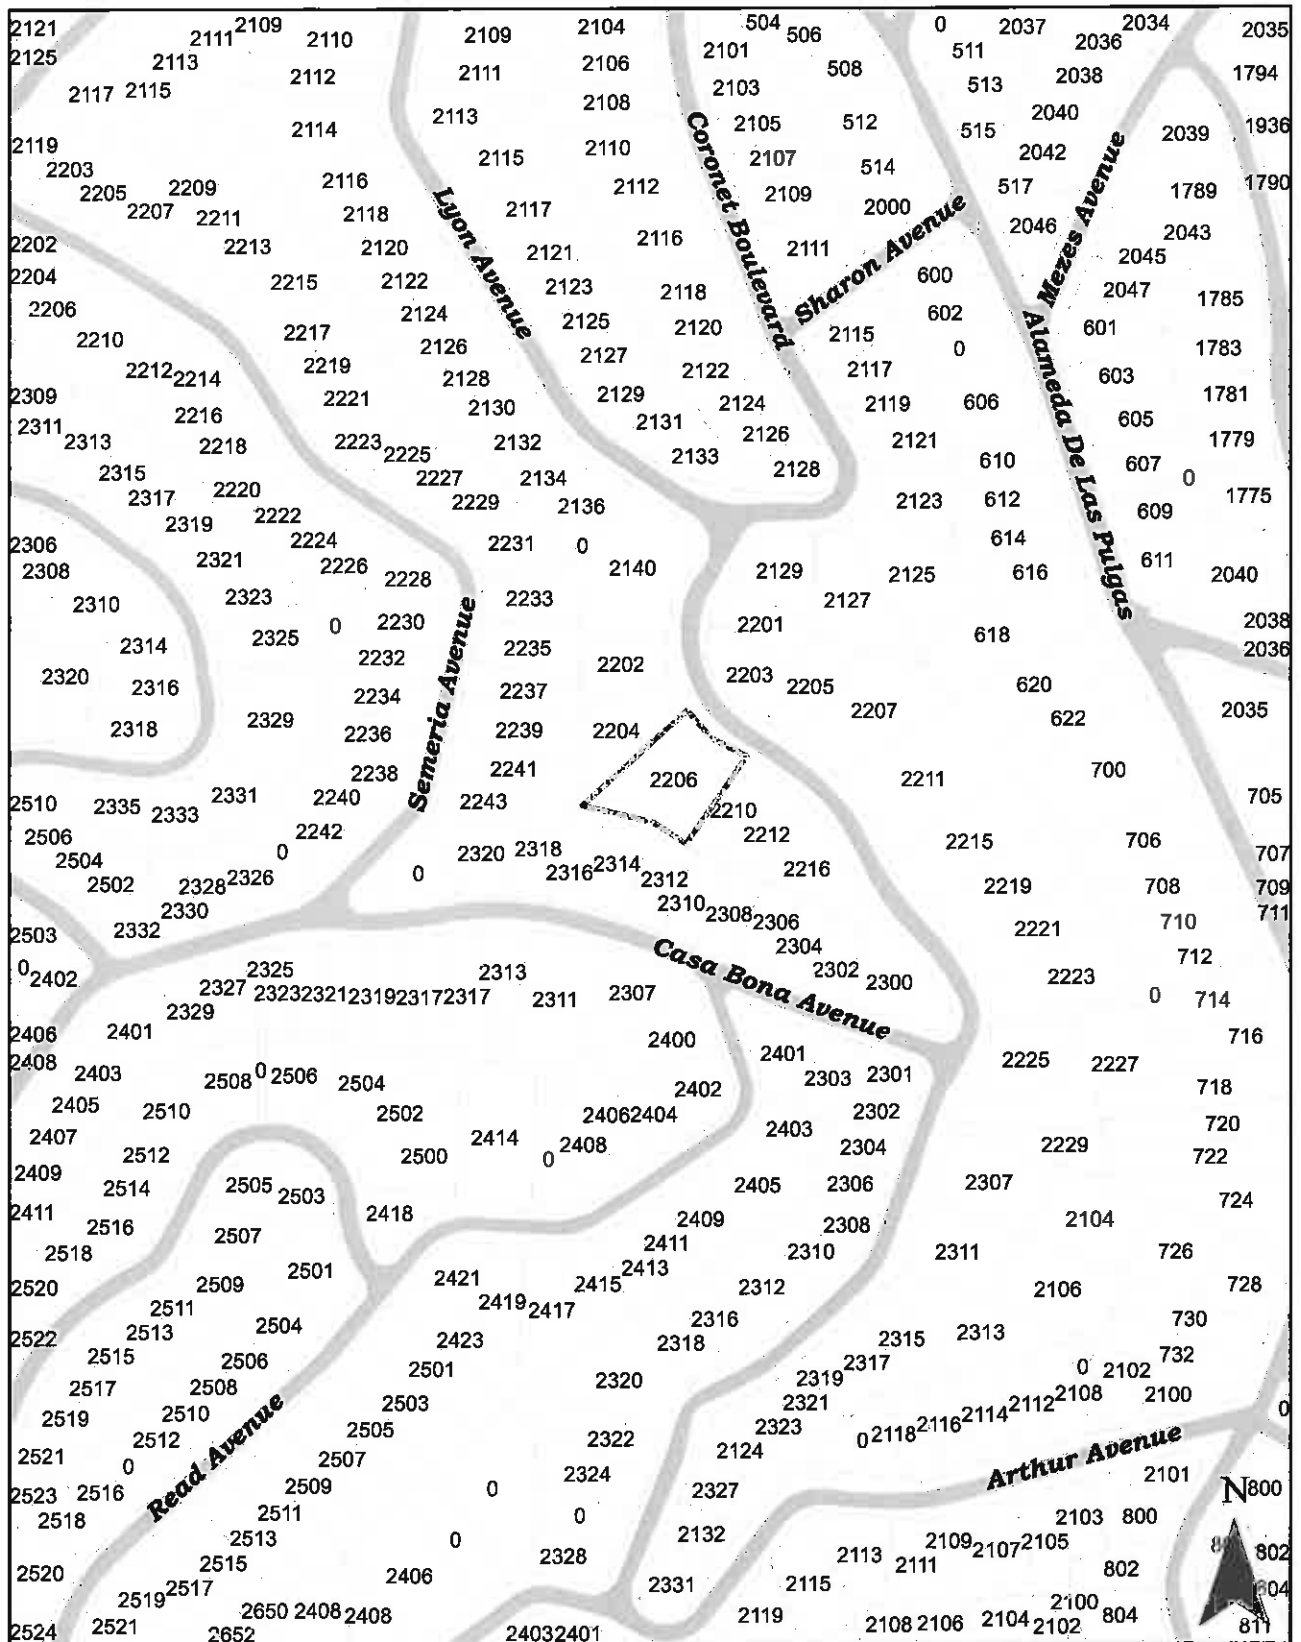 2121 2109 2104 504 0 2037 2034 2035
2111 2110 2109 506 2036
2125 2113 2106 2101 511
2112 2111 508 2038 1794
2117 2115 2108 2103 513
2114 2113 2105 512 515 2040 2039 1936
2119 2115 2110 2107 514 2042
2203 2116 2112 517 1789 1790
2205 2209 2109
2207 2211 2118 2117 2000 2046 2043
2202 2213 2120 2121 2116 2111 2045
2204 2215 2122 2123 2118 600 2047 1785
2206 2124 2125 2120 602 601
2210 2217 2126 2127 2115 0 1783
2212 2214 2219 2128 2122 2117 603
2309 2216 2221 2130 2129 2124 2119 606 605 1781
2311 2313 2218 2223 2225 2132 2131 2126 2121 1779
2315 2227 2134 2133 2128 610 607 0
2317 2220 2222 2229 2136 2123 612 609 1775
2319 2224 2231 0 614
2306 2321 2226 2228 2140 2129 2125 616 611 2040
2308 2310 2323 2233 2127
2325 0 2230 2201 618 2038
2314 2232 2235 2202 2036
2320 2316 2234 2237 2203 2205 620
2318 2329 2236 2239 2204 2207 622 2035
2238 2241 2206 2211 700
2510 2335 2333 2331 2240 2243 2210 705
2506 2242 2212 2215 706
2504 0 2320 2318 2314 2216 707
2502 2328 2326 0 2316 2312 2219 708 709
2330 2310 2308 2306 2221 710 711
2503 2332 2304 712
0 2402 2325 2313 2302 2300 2223
2327 2323 2321 2319 2317 2317 2311 2307 0 714
2406 2401 2329 2400 716
2408 2403 0 2401 2225 2227
2508 2506 2504 2303 2301 718
2405 2510 2502 2402 2302
2407 2406 2404 2403 720
2512 2414 2408 2304 2229 722
2409 2500 0
2514 2505 2503 2405 2306 2307 724
2411 2516 2418 2409 2308 2104
2518 2507 2411 2310 2311 726
2520 2509 2501 2421 2415 2413 2312 2106 728
2511 2419 2417
2522 2513 2504 2423 2318 2316 2315 2313 730
2515 2506 2501 2317 0 2102 732
2517 2508 2320 2319 2108 2100
2519 2510 2503 2321 2114 2112 0
2512 2505 2322 2323 2118 2116
2521 0 2507 2124 0
2523 2516 2509 0 2324 2327 2101 N 800
2518 2511 0 2103 800
2513 0 2132 2109 2107 2105
2520 2515 2328 2113 2111 802 802
2519 2517 2406 2331 2115 2100 804
2524 2521 2650 2408 2408 2119 2108 2106 2104 2102 811
2652 2403 2401
Lyon Avenue
Coronet Boulevard
Sharon Avenue
Mezes Avenue
Alameda De Las Pulgas
Semeria Avenue
Casa Bona Avenue
Read Avenue
Arthur Avenue